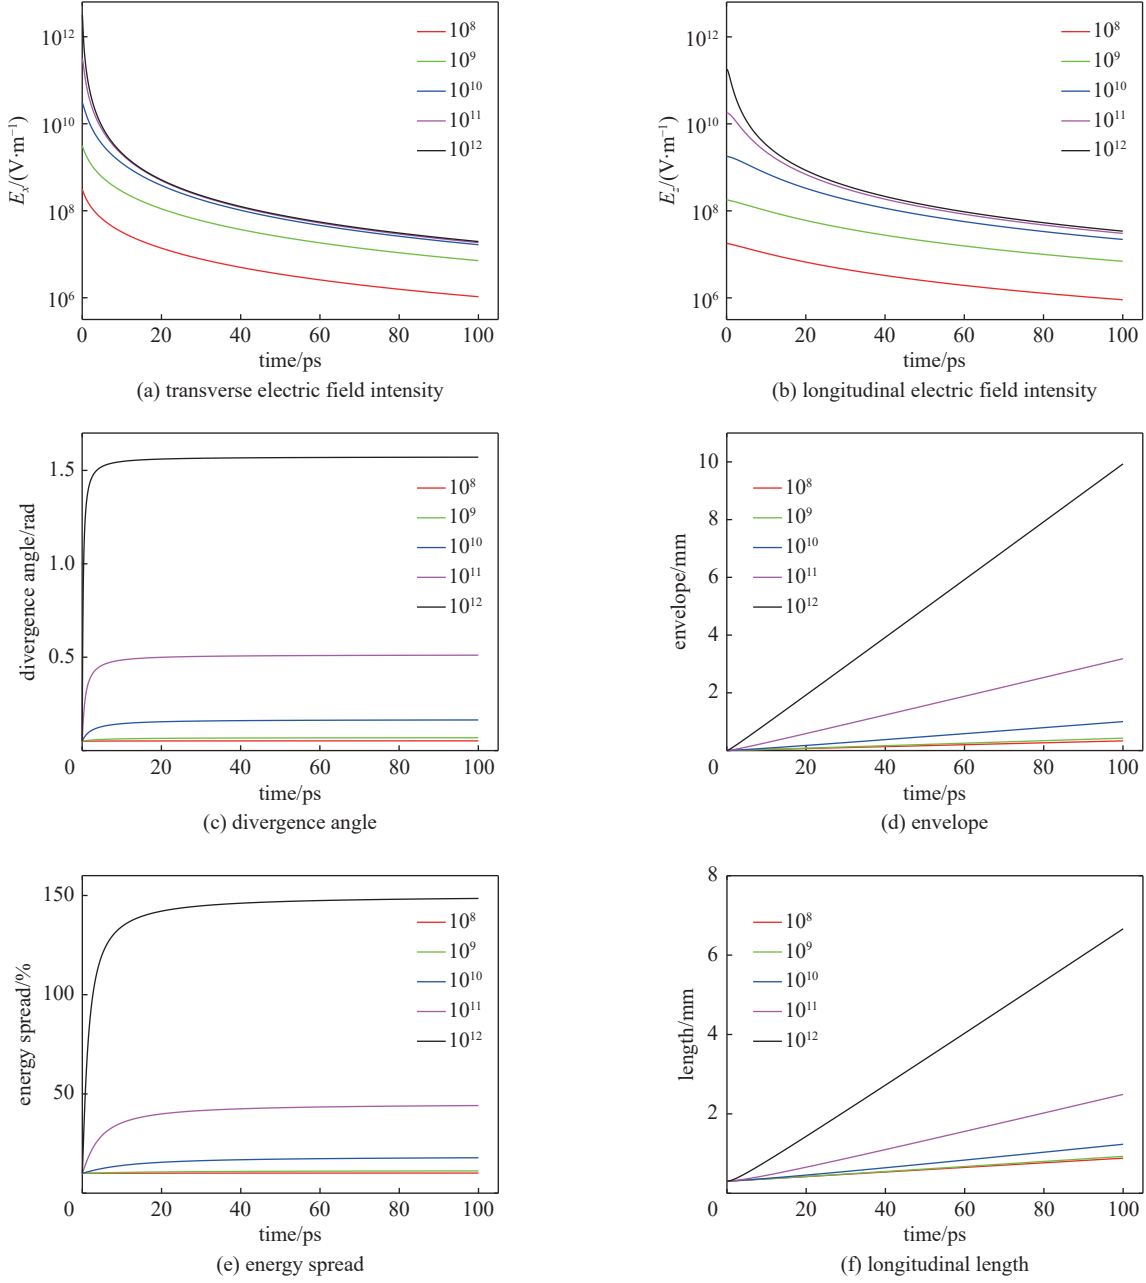 10¹²
10¹⁰
10⁸
10⁶
Eₓ/(V·m⁻¹)
10⁸
10⁹
10¹⁰
10¹¹
10¹²
0 20 40 60 80 100
time/ps
(a) transverse electric field intensity
10¹²
10¹⁰
10⁸
10⁶
E_z/(V·m⁻¹)
10⁸
10⁹
10¹⁰
10¹¹
10¹²
0 20 40 60 80 100
time/ps
(b) longitudinal electric field intensity
1.5
1.0
0.5
divergence angle/rad
10⁸
10⁹
10¹⁰
10¹¹
10¹²
0 20 40 60 80 100
time/ps
(c) divergence angle
10
8
6
4
2
envelope/mm
10⁸
10⁹
10¹⁰
10¹¹
10¹²
0 20 40 60 80 100
time/ps
(d) envelope
150
100
50
energy spread/%
10⁸
10⁹
10¹⁰
10¹¹
10¹²
0 20 40 60 80 100
time/ps
(e) energy spread
8
6
4
2
length/mm
10⁸
10⁹
10¹⁰
10¹¹
10¹²
0 20 40 60 80 100
time/ps
(f) longitudinal length